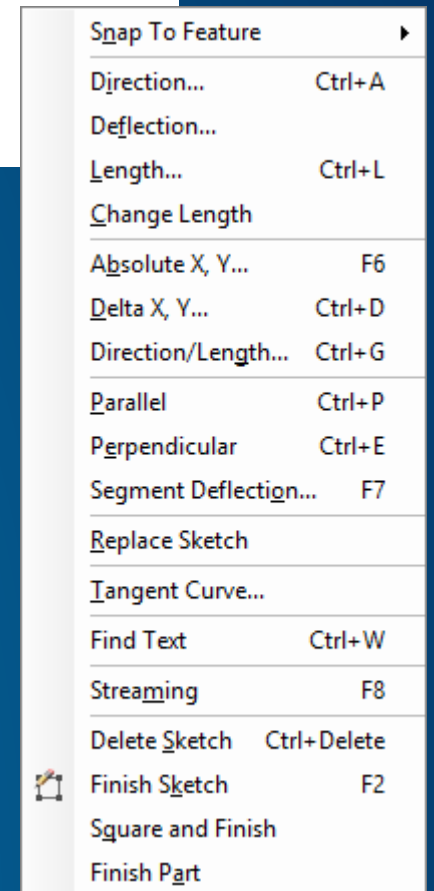 Snap To Feature
Direction... Ctrl+A
Deflection...
Length... Ctrl+L
Change Length
Absolute X, Y... F6
Delta X, Y... Ctrl+D
Direction/Length... Ctrl+G
Parallel Ctrl+P
Perpendicular Ctrl+E
Segment Deflection... F7
Replace Sketch
Tangent Curve...
Find Text Ctrl+W
Streaming F8
Delete Sketch Ctrl+Delete
Finish Sketch F2
Square and Finish
Finish Part